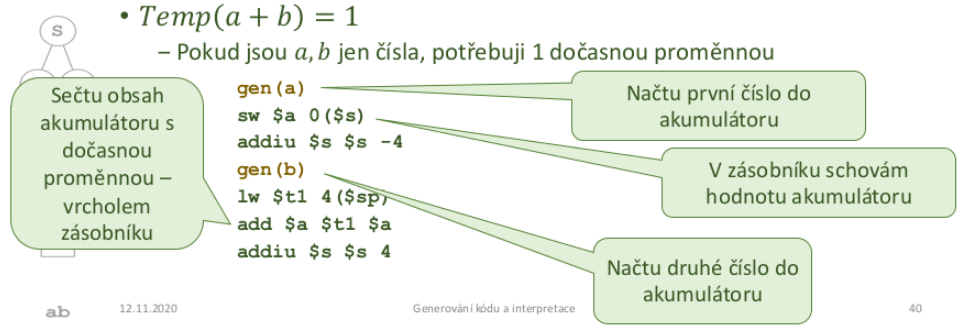 • Temp(a + b) = 1
– Pokud jsou a, b jen čísla, potřebuji 1 dočasnou proměnnou
S
Sečtu obsah
akumulátoru s
dočasnou
proměnnou –
vrcholem
zásobníku
gen(a)
sw $a 0($s)
addiu $s $s -4
gen(b)
lw $t1 4($sp)
add $a $t1 $a
addiu $s $s 4
Načtu první číslo do
akumulátoru
V zásobníku schovám
hodnotu akumulátoru
Načtu druhé číslo do
akumulátoru
ab
12.11.2020
Generování kódu a interpretace
40